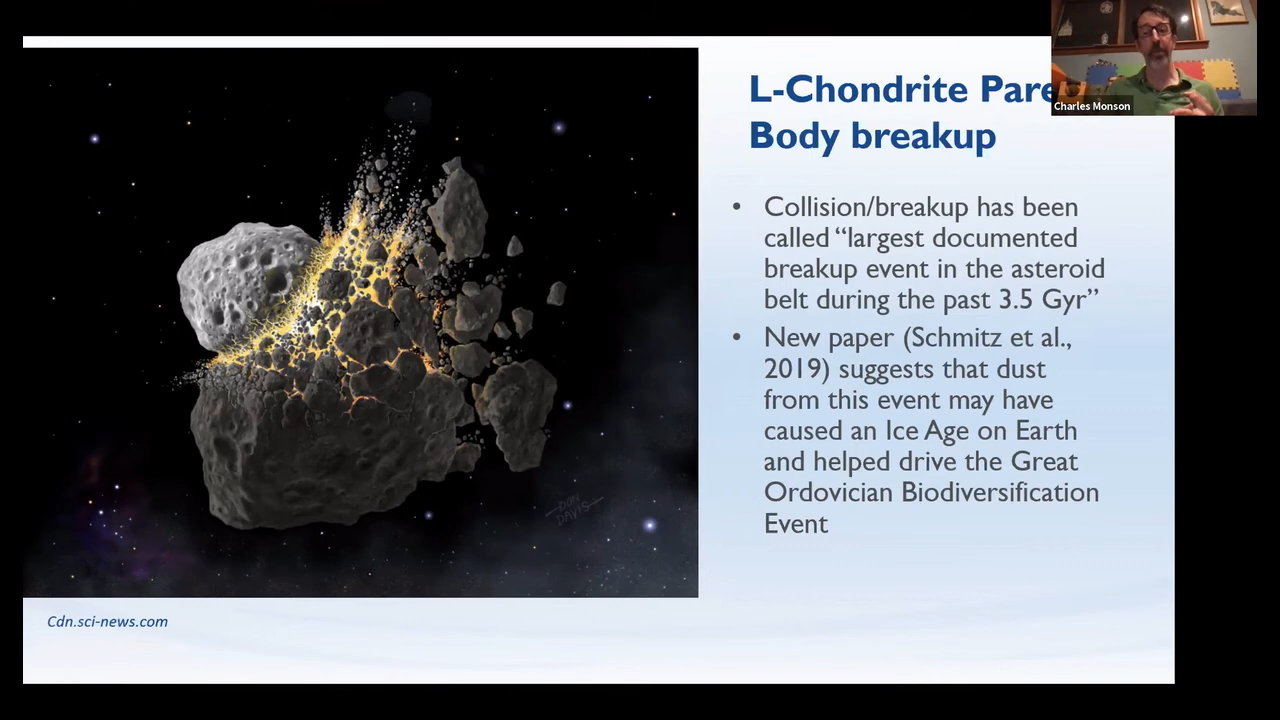 L-Chondrite Pare
Body breakup
Charles Monson
• Collision/breakup has been
called “largest documented
breakup event in the asteroid
belt during the past 3.5 Gyr”
• New paper (Schmitz et al.,
2019) suggests that dust
from this event may have
caused an Ice Age on Earth
and helped drive the Great
Ordovician Biodiversification
Event
DON
DAVIS
Cdn.sci-news.com